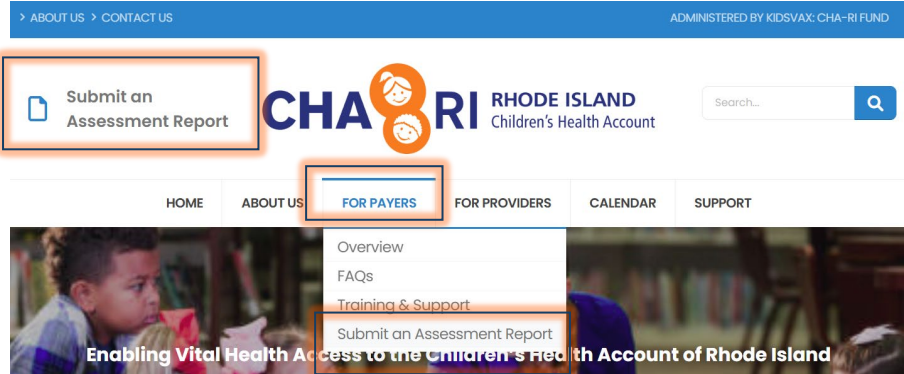 > ABOUT US > CONTACT US
ADMINISTERED BY KIDSVAX: CHA-RI FUND
Submit an
Assessment Report
CHA RI
RHODE ISLAND
Children's Health Account
Search...
HOME ABOUT US FOR PAYERS FOR PROVIDERS CALENDAR SUPPORT
Overview
FAQs
Training & Support
Submit an Assessment Report
Enabling Vital Health Access to the Children's Health Account of Rhode Island